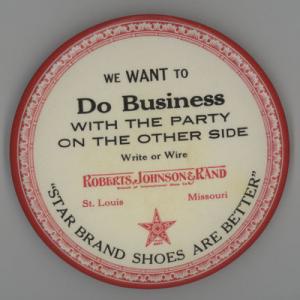 WE WANT TO
Do Business
WITH THE PARTY
ON THE OTHER SIDE
Write or Wire
ROBERTS, JOHNSON & RAND
St. Louis Missouri
"STAR BRAND SHOES ARE BETTER"